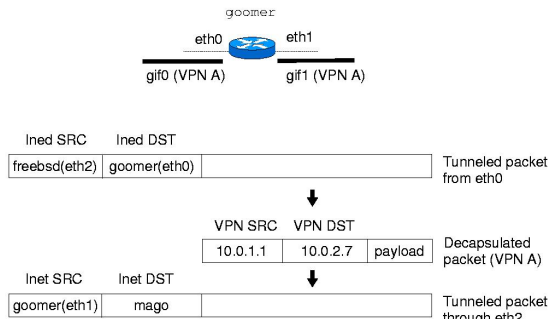 goomer
eth0 eth1
gif0 (VPN A) gif1 (VPN A)
Ined SRC Ined DST
freebsd(eth2) goomer(eth0) Tunneled packet
from eth0
VPN SRC VPN DST
10.0.1.1 10.0.2.7 payload Decapsulated
packet (VPN A)
Inet SRC Inet DST
goomer(eth1) mago Tunneled packet
through eth2